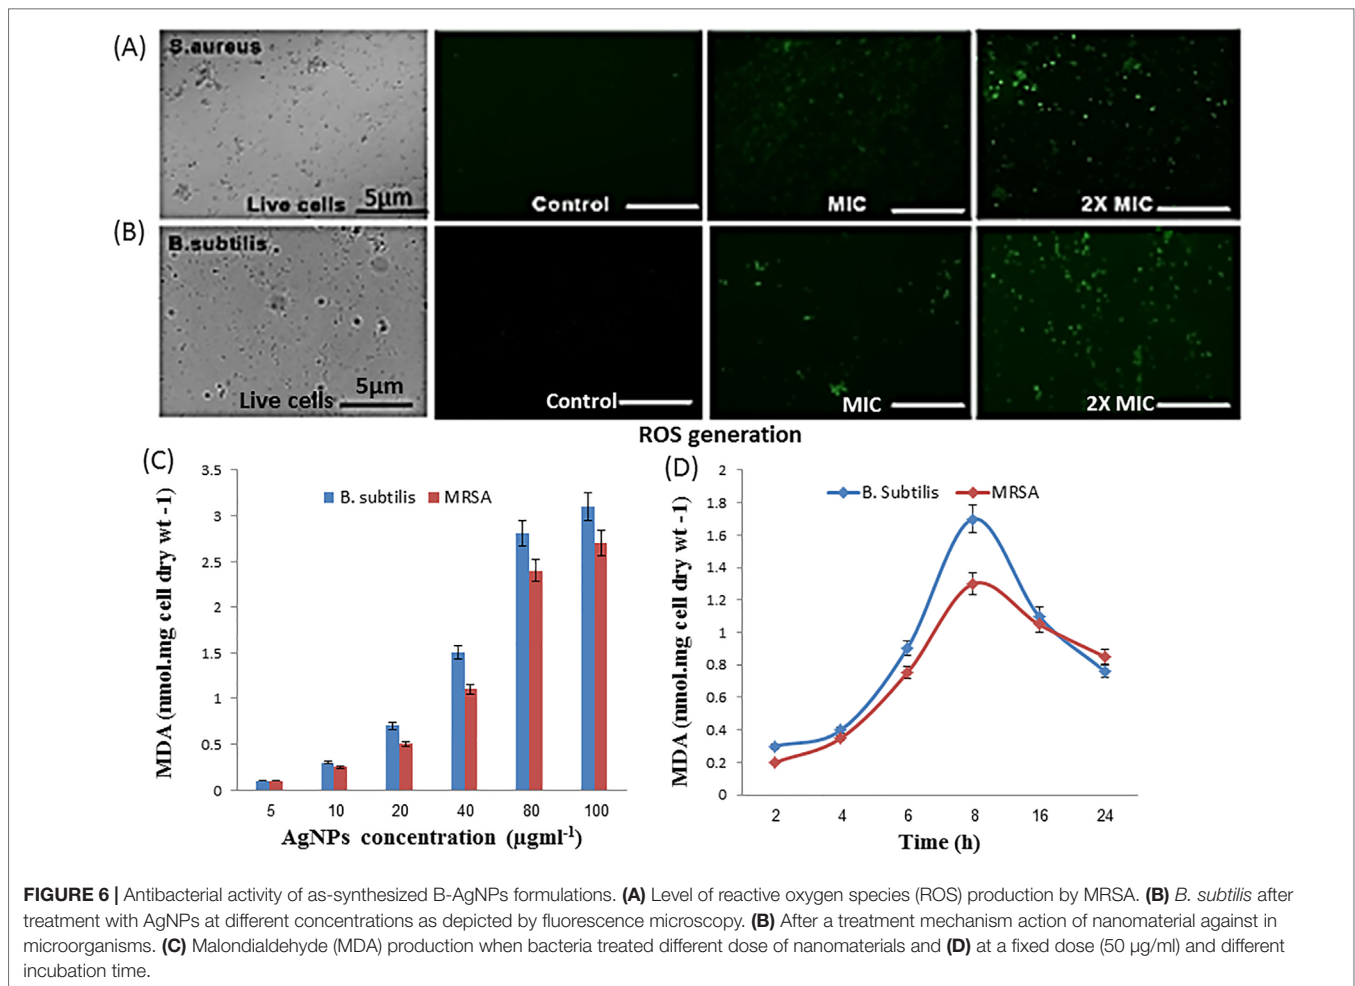 (A)
S.aureus
Live cells 5µm
Control
MIC
2X MIC
(B)
B.subtilis
Live cells 5µm
Control
MIC
2X MIC
ROS generation
(C)
3.5
3
2.5
2
1.5
1
0.5
0
MDA (nmol.mg cell dry wt -1)
B. subtilis MRSA
5 10 20 40 80 100
AgNPs concentration (µgml-1)
(D)
2
1.8
1.6
1.4
1.2
1
0.8
0.6
0.4
0.2
0
MDA (nmol.mg cell dry wt -1)
B. Subtilis MRSA
2 4 6 8 16 24
Time (h)
FIGURE 6 | Antibacterial activity of as-synthesized B-AgNPs formulations. (A) Level of reactive oxygen species (ROS) production by MRSA. (B) B. subtilis after
treatment with AgNPs at different concentrations as depicted by fluorescence microscopy. (B) After a treatment mechanism action of nanomaterial against in
microorganisms. (C) Malondialdehyde (MDA) production when bacteria treated different dose of nanomaterials and (D) at a fixed dose (50 µg/ml) and different
incubation time.